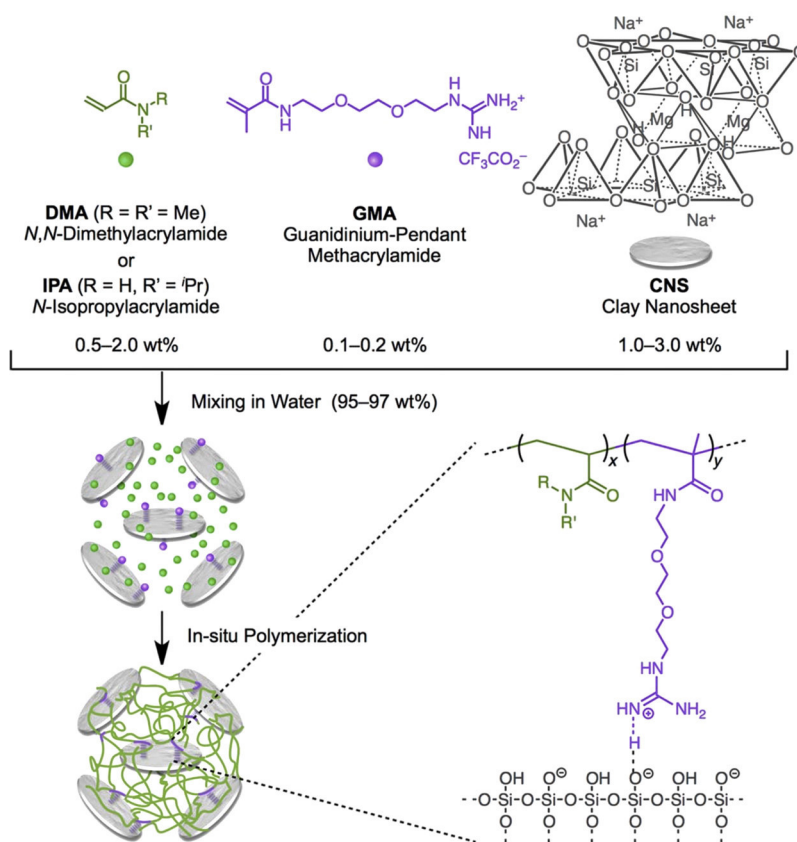 O
N
R
R'
DMA (R = R' = Me)
N,N-Dimethylacrylamide
or
IPA (R = H, R' = ⁱPr)
N-Isopropylacrylamide
0.5–2.0 wt%
O
N
H
O
O
H
N
NH₂⁺
NH
CF₃CO₂⁻
GMA
Guanidinium-Pendant
Methacrylamide
0.1–0.2 wt%
Na⁺ Na⁺
O O O O O O
Si Si Si
O O O O
Mg Mg
H H H H
O O O O O
Si Si Si
O O O O O
Na⁺ Na⁺
CNS
Clay Nanosheet
1.0–3.0 wt%
Mixing in Water (95–97 wt%)
In-situ Polymerization
x y
R N O
R'
HN O
O
O
HN
HN ⊕ NH₂
H
OH O⊖ OH O⊖ OH O⊖
O–Si–O–Si–O–Si–O–Si–O–Si–O–Si